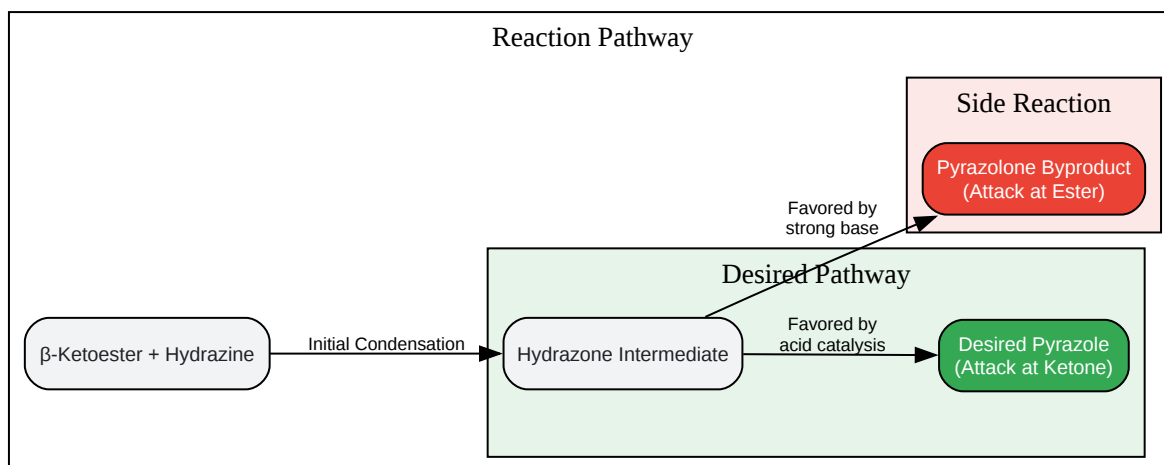 Reaction Pathway
Side Reaction
Pyrazolone Byproduct
(Attack at Ester)
Favored by
strong base
Desired Pathway
β-Ketoester + Hydrazine
Initial Condensation
Hydrazone Intermediate
Favored by
acid catalysis
Desired Pyrazole
(Attack at Ketone)